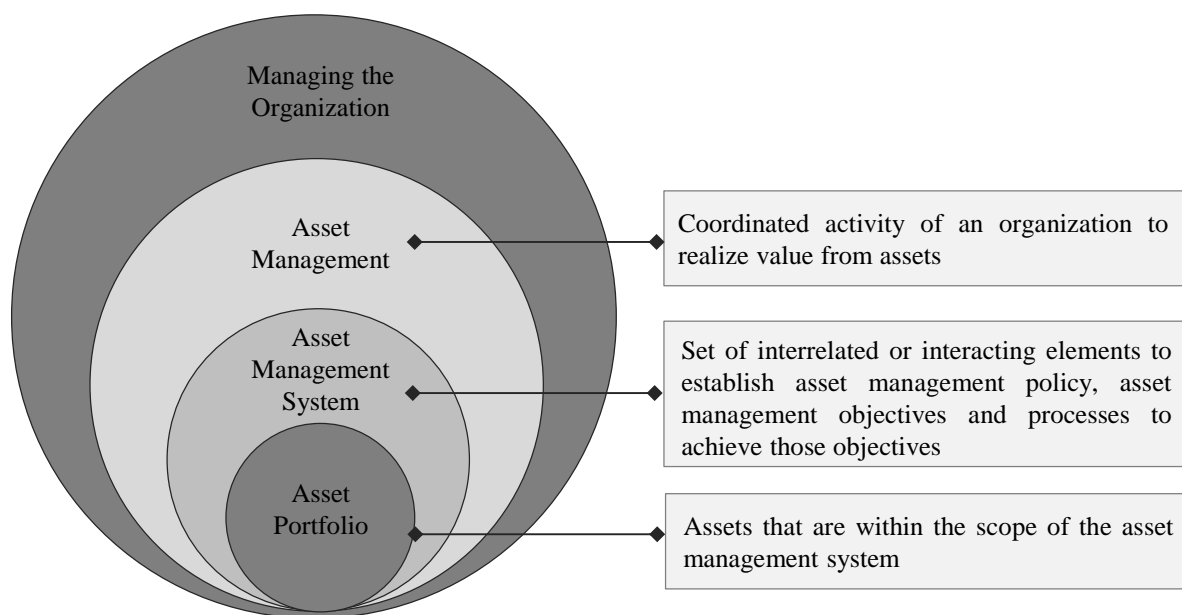 Managing the
Organization
Asset
Management
Coordinated activity of an organization to
realize value from assets
Asset
Management
System
Set of interrelated or interacting elements to
establish asset management policy, asset
management objectives and processes to
achieve those objectives
Asset
Portfolio
Assets that are within the scope of the asset
management system